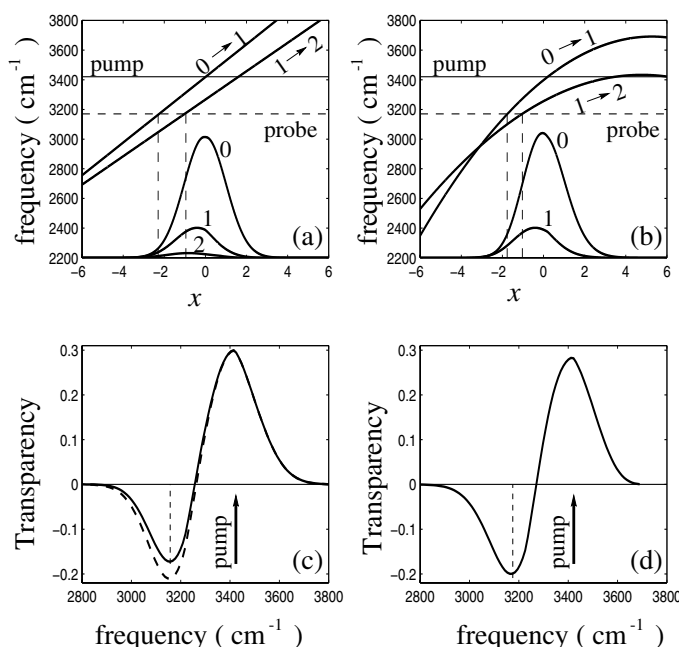 3800
3600
3400
3200
3000
2800
2600
2400
2200
frequency ( cm⁻¹ )
pump
0 → 1
1 → 2
probe
0
1
2
(a)
−6 −4 −2 0 2 4 6
x
3800
3600
3400
3200
3000
2800
2600
2400
2200
frequency ( cm⁻¹ )
pump
0 → 1
1 → 2
probe
0
1
(b)
−6 −4 −2 0 2 4 6
x
0.3
0.2
0.1
0
−0.1
−0.2
Transparency
pump
(c)
2800 3000 3200 3400 3600 3800
frequency ( cm⁻¹ )
0.3
0.2
0.1
0
−0.1
−0.2
Transparency
pump
(d)
2800 3000 3200 3400 3600 3800
frequency ( cm⁻¹ )